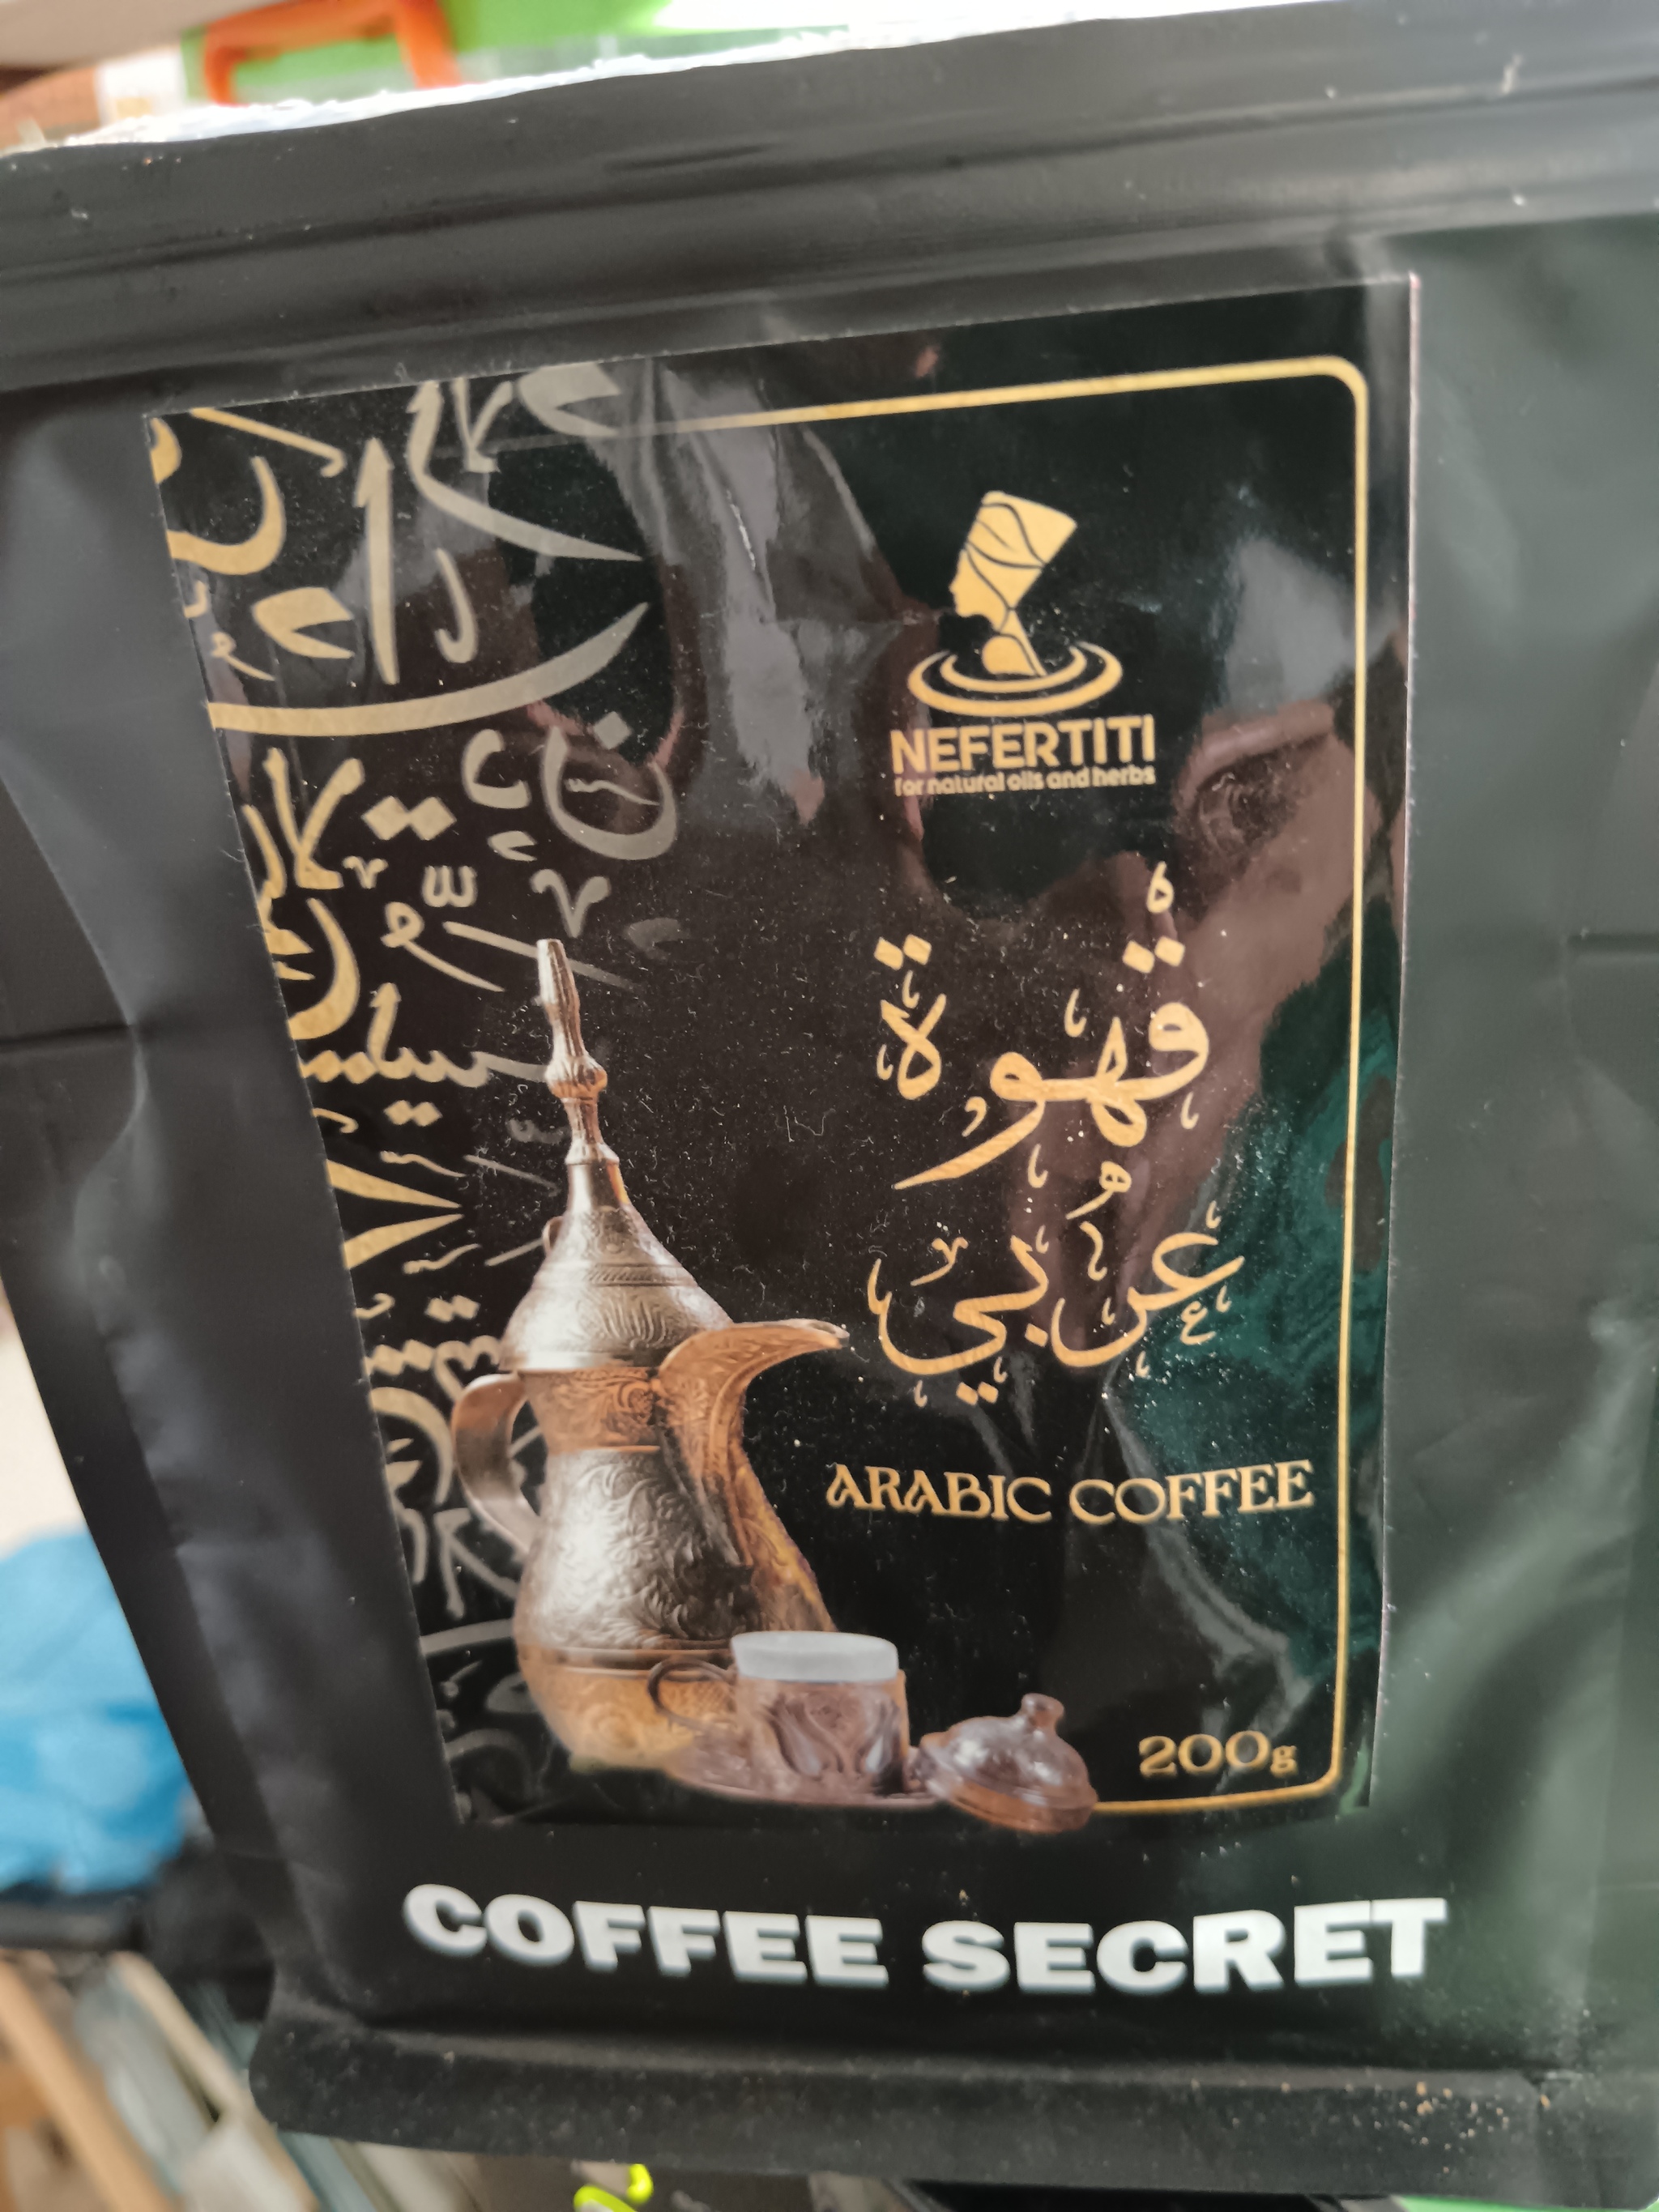 NEFERTITI
for natural oils and herbs
قهوة
عربي
ARABIC COFFEE
200g
COFFEE SECRET